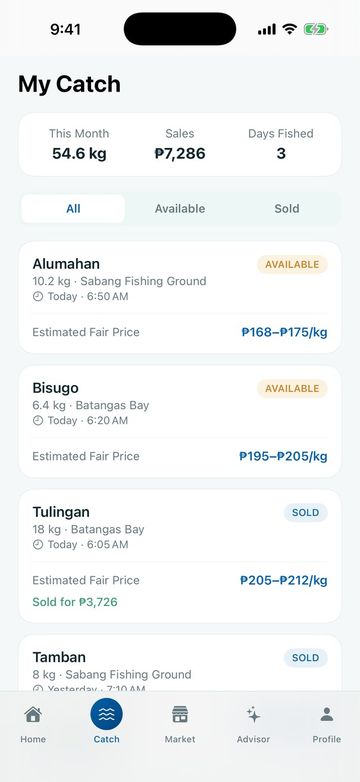 9:41
My Catch
This Month
54.6 kg
Sales
₱7,286
Days Fished
3
All
Available
Sold
Alumahan
AVAILABLE
10.2 kg · Sabang Fishing Ground
Today · 6:50 AM
Estimated Fair Price
₱168–₱175/kg
Bisugo
AVAILABLE
6.4 kg · Batangas Bay
Today · 6:20 AM
Estimated Fair Price
₱195–₱205/kg
Tulingan
SOLD
18 kg · Batangas Bay
Today · 6:05 AM
Estimated Fair Price
₱205–₱212/kg
Sold for ₱3,726
Tamban
SOLD
8 kg · Sabang Fishing Ground
Yesterday · 7:10 AM
Home
Catch
Market
Advisor
Profile